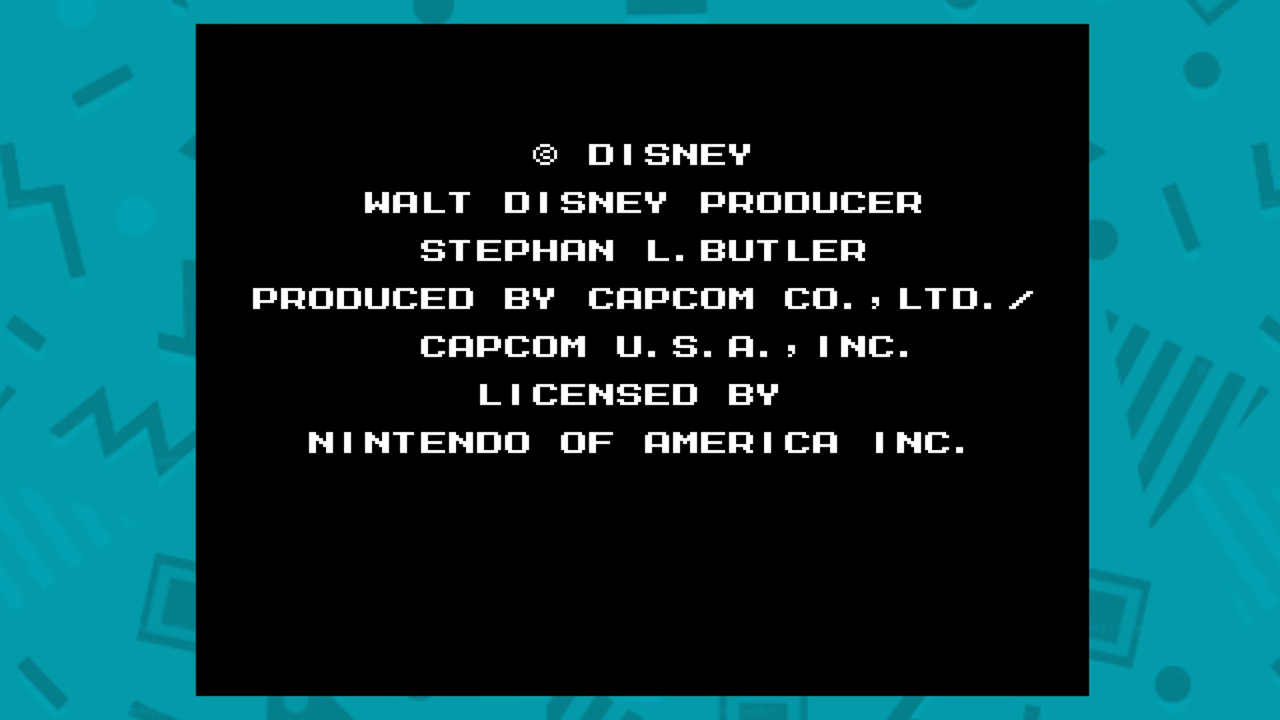 © DISNEY
WALT DISNEY PRODUCER
STEPHAN L.BUTLER
PRODUCED BY CAPCOM CO.,LTD./
CAPCOM U.S.A.,INC.
LICENSED BY
NINTENDO OF AMERICA INC.